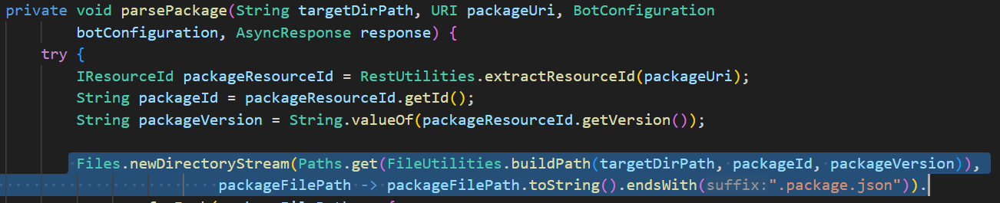 private void parsePackage(String targetDirPath, URI packageUri, BotConfiguration
botConfiguration, AsyncResponse response) {
try {
IResourceId packageResourceId = RestUtilities.extractResourceId(packageUri);
String packageId = packageResourceId.getId();
String packageVersion = String.valueOf(packageResourceId.getVersion());
Files.newDirectoryStream(Paths.get(FileUtilities.buildPath(targetDirPath, packageId, packageVersion)),
packageFilePath -> packageFilePath.toString().endsWith(suffix:".package.json")).